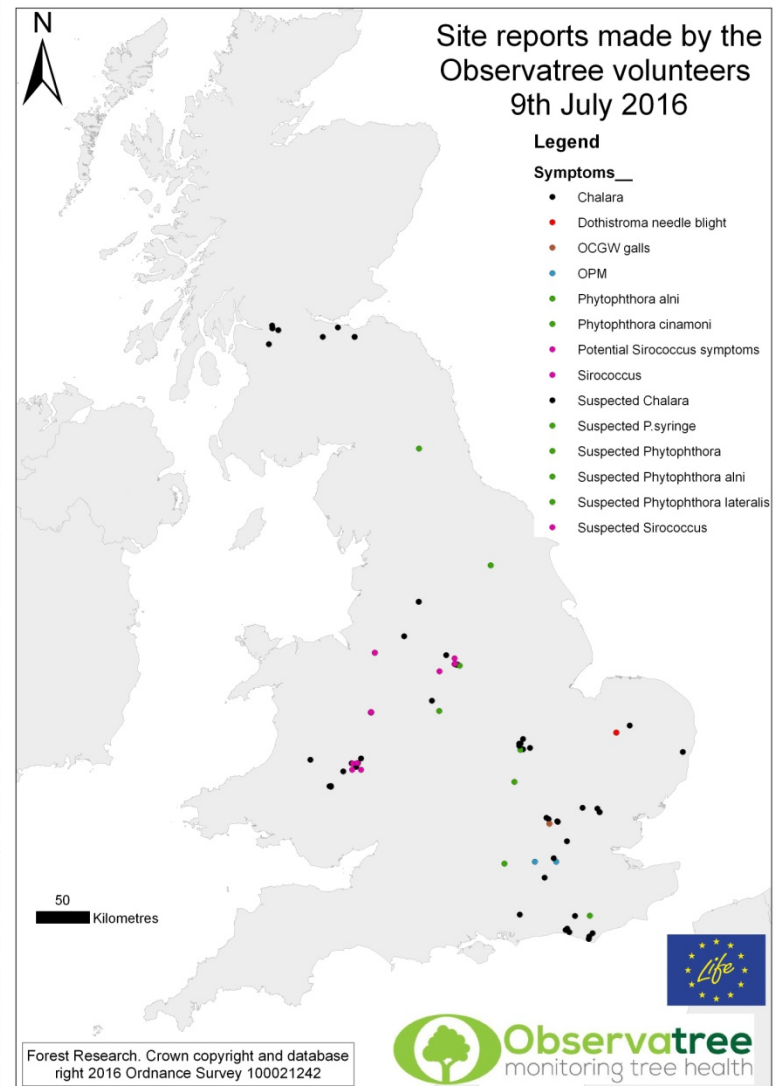 N
Site reports made by the
Observatree volunteers
9th July 2016
Legend
Symptoms__
Chalara
Dothistroma needle blight
OCGW galls
OPM
Phytophthora alni
Phytophthora cinamoni
Potential Sirococcus symptoms
Sirococcus
Suspected Chalara
Suspected P.syringe
Suspected Phytophthora
Suspected Phytophthora alni
Suspected Phytophthora lateralis
Suspected Sirococcus
50
Kilometres
Life
Forest Research. Crown copyright and database
right 2016 Ordnance Survey 100021242
Observatree
monitoring tree health